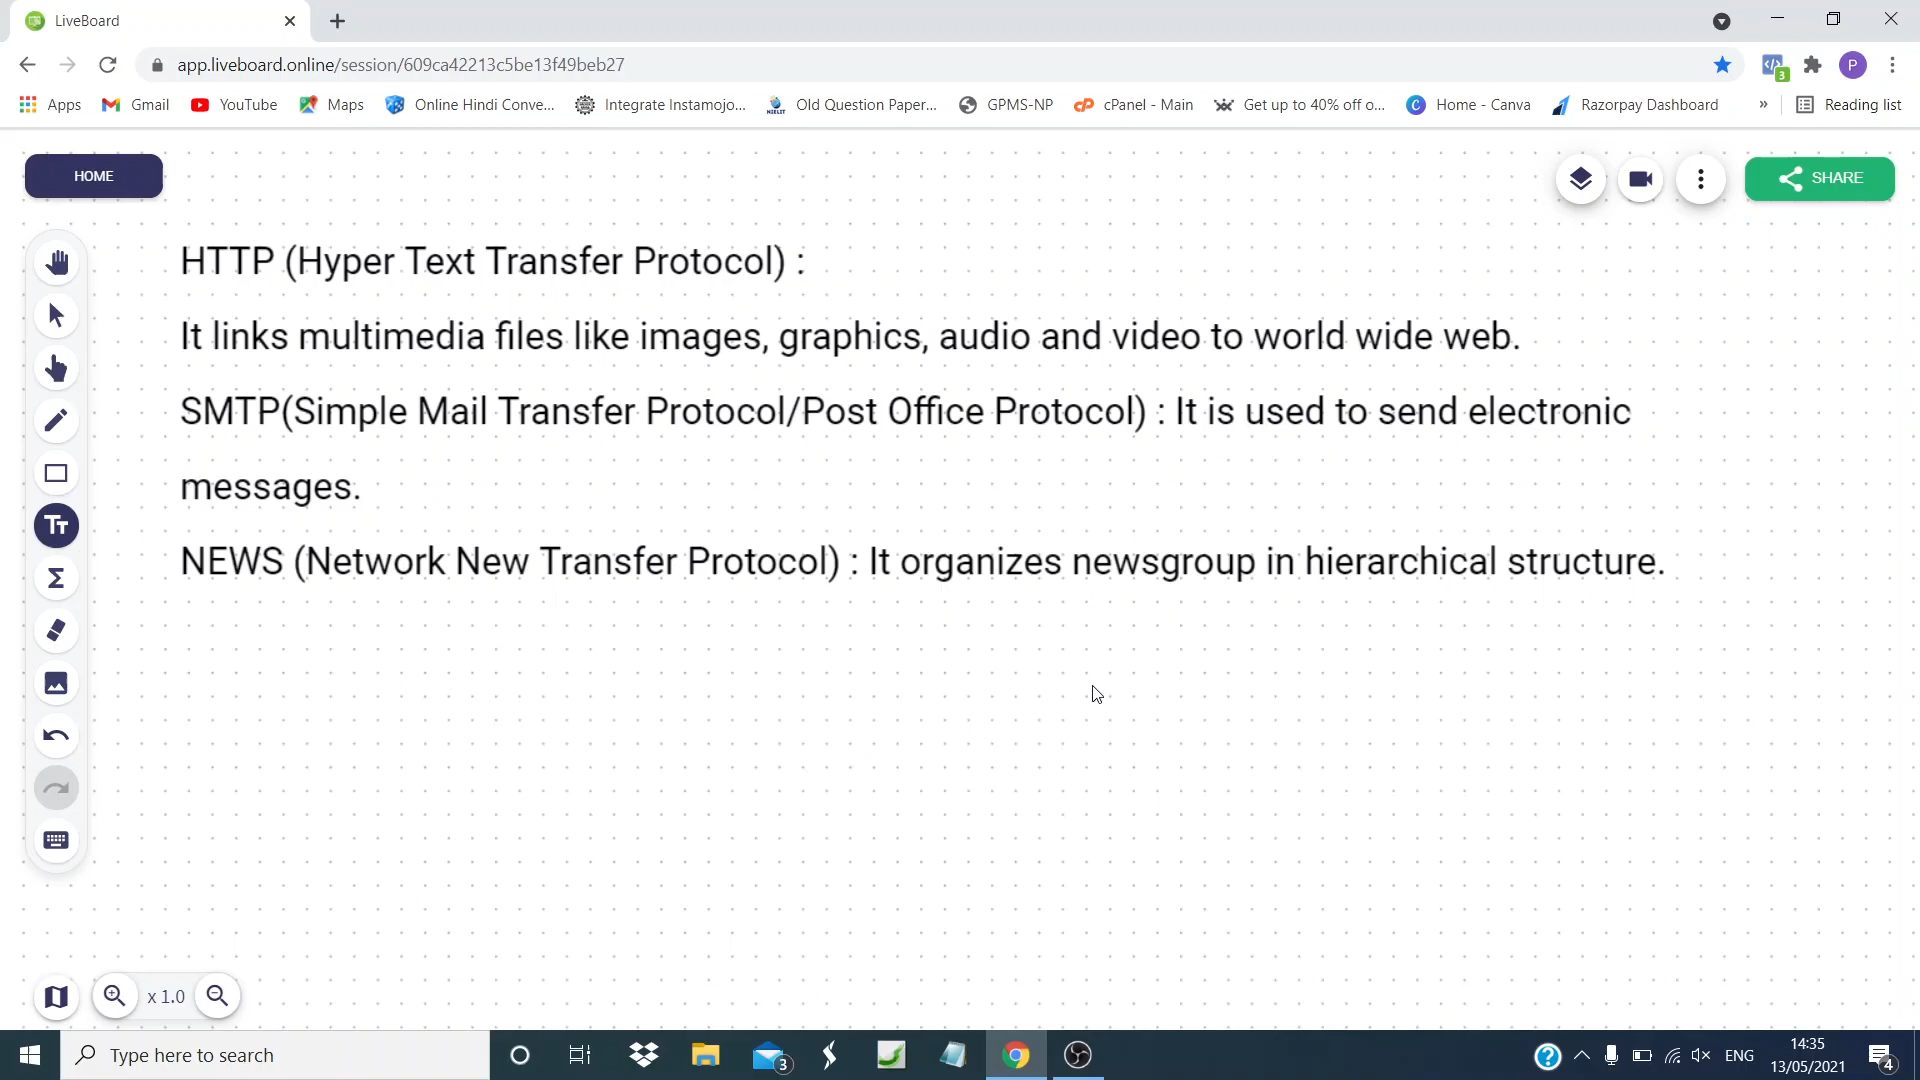 LiveBoard
app.liveboard.online/session/609ca42213c5be13f49beb27
3
P
Apps
Gmail
YouTube
Maps
Online Hindi Conve...
Integrate Instamojo...
Old Question Paper...
GPMS-NP
cPanel - Main
Get up to 40% off o...
Home - Canva
Razorpay Dashboard
»
Reading list
HOME
SHARE
HTTP (Hyper Text Transfer Protocol) :
It links multimedia files like images, graphics, audio and video to world wide web.
SMTP(Simple Mail Transfer Protocol/Post Office Protocol) : It is used to send electronic
messages.
NEWS (Network New Transfer Protocol) : It organizes newsgroup in hierarchical structure.
x 1.0
Type here to search
3
ENG
14:35
13/05/2021
4